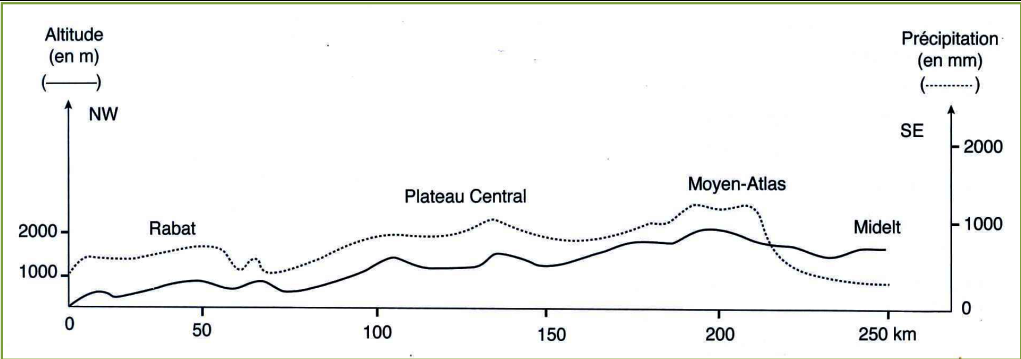 Altitude
(en m)
(———)
NW
Précipitation
(en mm)
(--------)
SE
2000
1000
2000
1000
0
Rabat
Plateau Central
Moyen-Atlas
Midelt
0
50
100
150
200
250 km